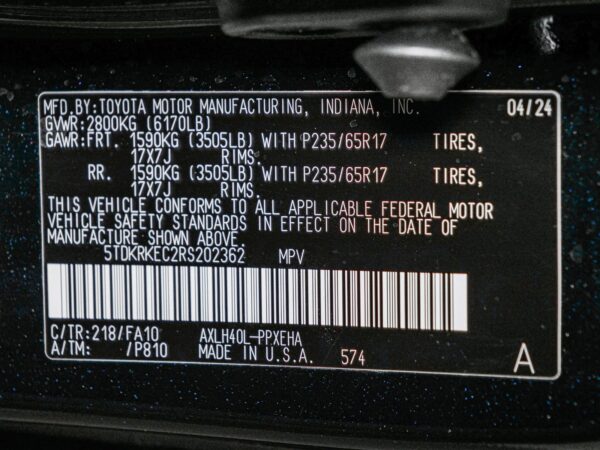 MFD.BY:TOYOTA MOTOR MANUFACTURING, INDIANA, INC. 04/24
GVWR:2800KG (6170LB)
GAWR:FRT. 1590KG (3505LB) WITH P235/65R17 TIRES,
17X7J RIMS.
RR. 1590KG (3505LB) WITH P235/65R17 TIRES,
17X7J RIMS.
THIS VEHICLE CONFORMS TO ALL APPLICABLE FEDERAL MOTOR
VEHICLE SAFETY STANDARDS IN EFFECT ON THE DATE OF
MANUFACTURE SHOWN ABOVE.
5TDKRKEC2RS202362 MPV
C/TR:218/FA10 AXLH40L-PPXEHA
A/TM: /P810 MADE IN U.S.A. 574 A